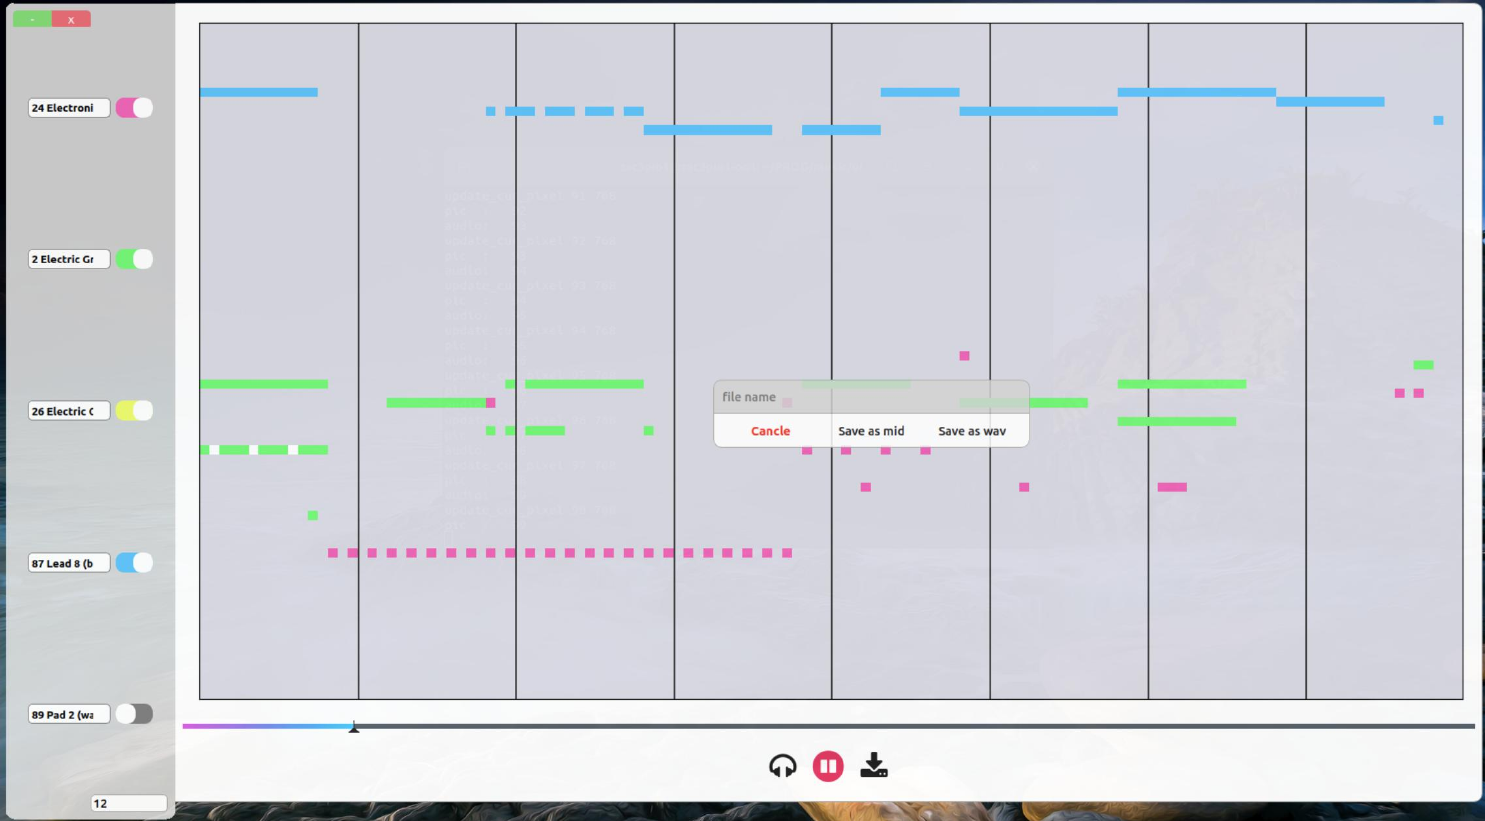 - x
24 Electroni
2 Electric Gr
26 Electric C
87 Lead 8 (b
89 Pad 2 (wa
12
file name
Cancle Save as mid Save as wav